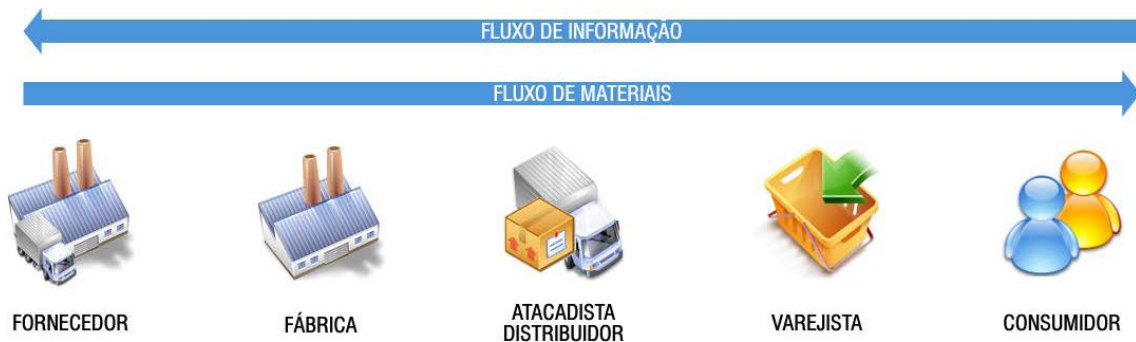 FLUXO DE INFORMAÇÃO
FLUXO DE MATERIAIS
FORNECEDOR
FÁBRICA
ATACADISTA
DISTRIBUIDOR
VAREJISTA
CONSUMIDOR